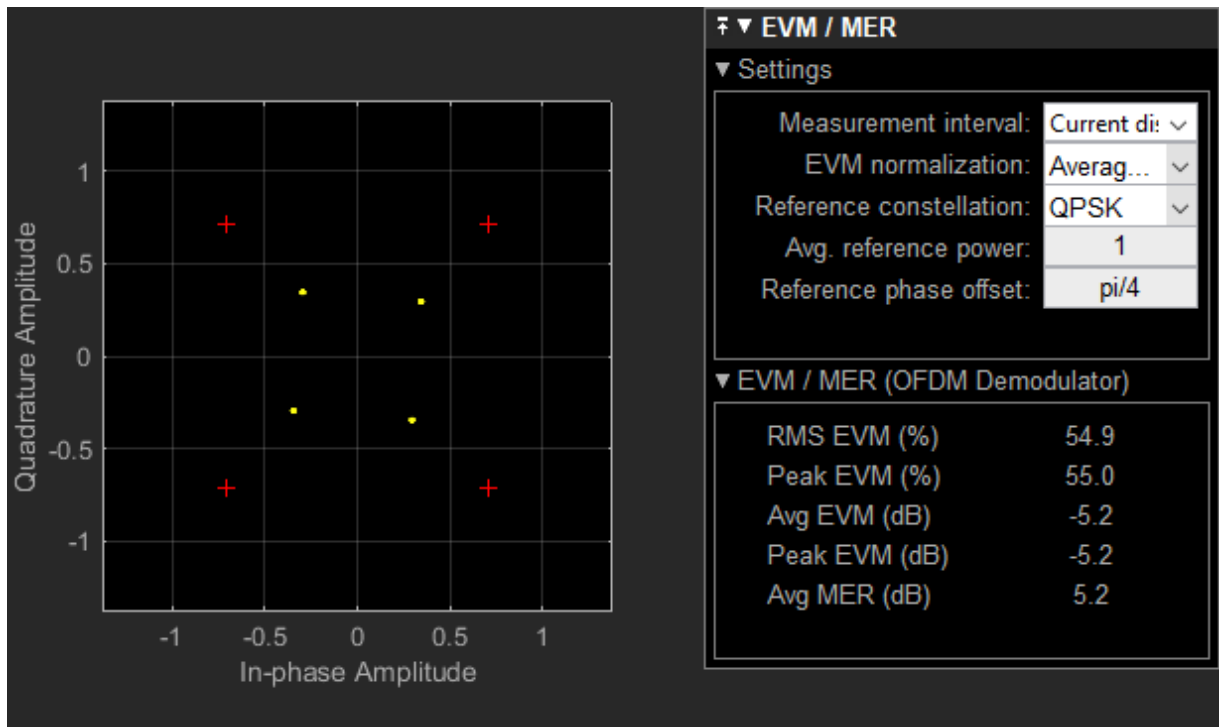 1
0.5
0
-0.5
-1
Quadrature Amplitude
-1 -0.5 0 0.5 1
In-phase Amplitude
EVM / MER
Settings
Measurement interval: Current dis
EVM normalization: Averag...
Reference constellation: QPSK
Avg. reference power: 1
Reference phase offset: pi/4
EVM / MER (OFDM Demodulator)
RMS EVM (%) 54.9
Peak EVM (%) 55.0
Avg EVM (dB) -5.2
Peak EVM (dB) -5.2
Avg MER (dB) 5.2